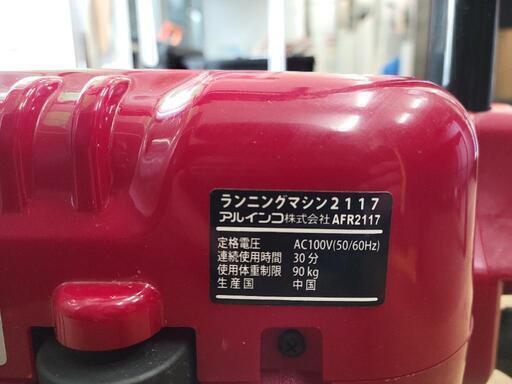 ランニングマシン2117
アルインコ株式会社 AFR2117
定格電圧 AC100V(50/60Hz)
連続使用時間 30分
使用体重制限 90kg
生産国 中国